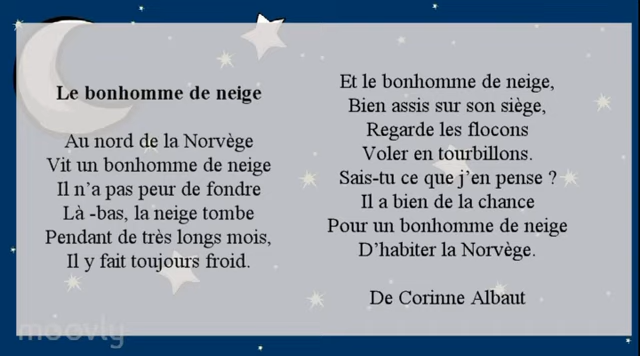 Le bonhomme de neige
Au nord de la Norvège
Vit un bonhomme de neige
Il n’a pas peur de fondre
Là -bas, la neige tombe
Pendant de très longs mois,
Il y fait toujours froid.
Et le bonhomme de neige,
Bien assis sur son siège,
Regarde les flocons
Voler en tourbillons.
Sais-tu ce que j’en pense ?
Il a bien de la chance
Pour un bonhomme de neige
D’habiter la Norvège.
De Corinne Albaut
moovly